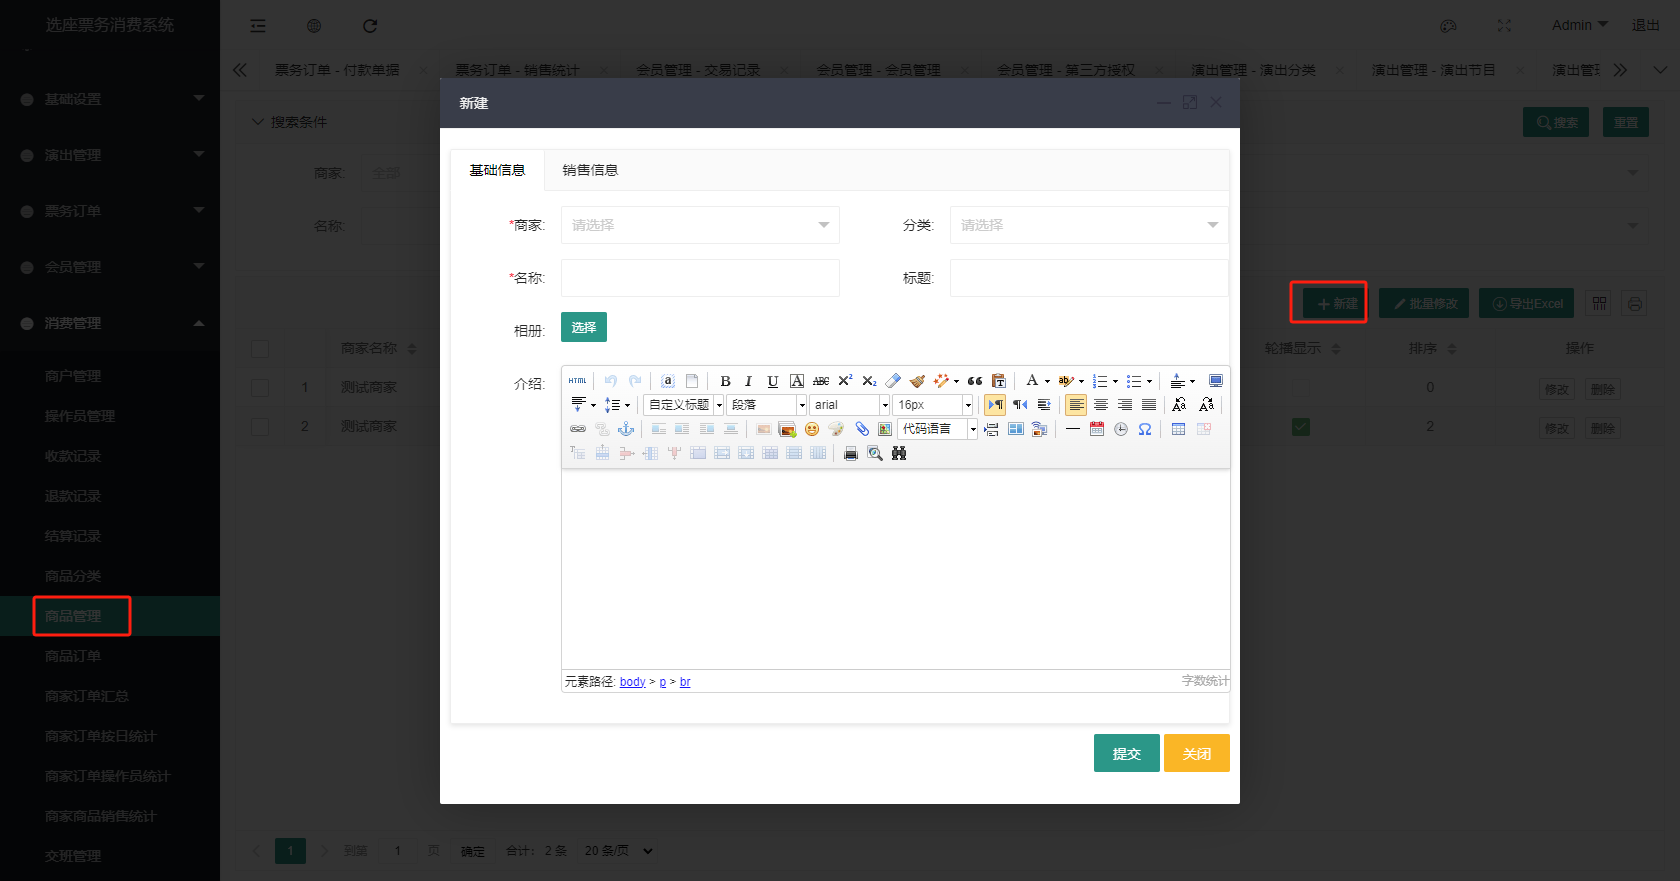 选座票务消费系统
Admin
退出
票务订单 - 付款单据
票务订单 - 销售统计
会员管理 - 交易记录
会员管理 - 会员管理
会员管理 - 第三方授权
演出管理 - 演出分类
演出管理 - 演出节目
演出管理
基础设置
演出管理
票务订单
会员管理
消费管理
商户管理
操作员管理
收款记录
退款记录
结算记录
商品分类
商品管理
商品订单
商家订单汇总
商家订单按日统计
商家订单操作员统计
商家商品销售统计
交班管理
搜索条件
搜索
重置
商家:
全部
名称:
新建
批量修改
导出Excel
商家名称
轮播显示
排序
操作
1
测试商家
0
修改
删除
2
测试商家
2
修改
删除
新建
基础信息
销售信息
*商家:
请选择
分类:
请选择
*名称:
标题:
相册:
选择
介绍:
HTML
自定义标题
段落
arial
16px
代码语言
元素路径: body > p > br
字数统计
提交
关闭
1
到第
1
页
确定
合计: 2 条
20 条/页